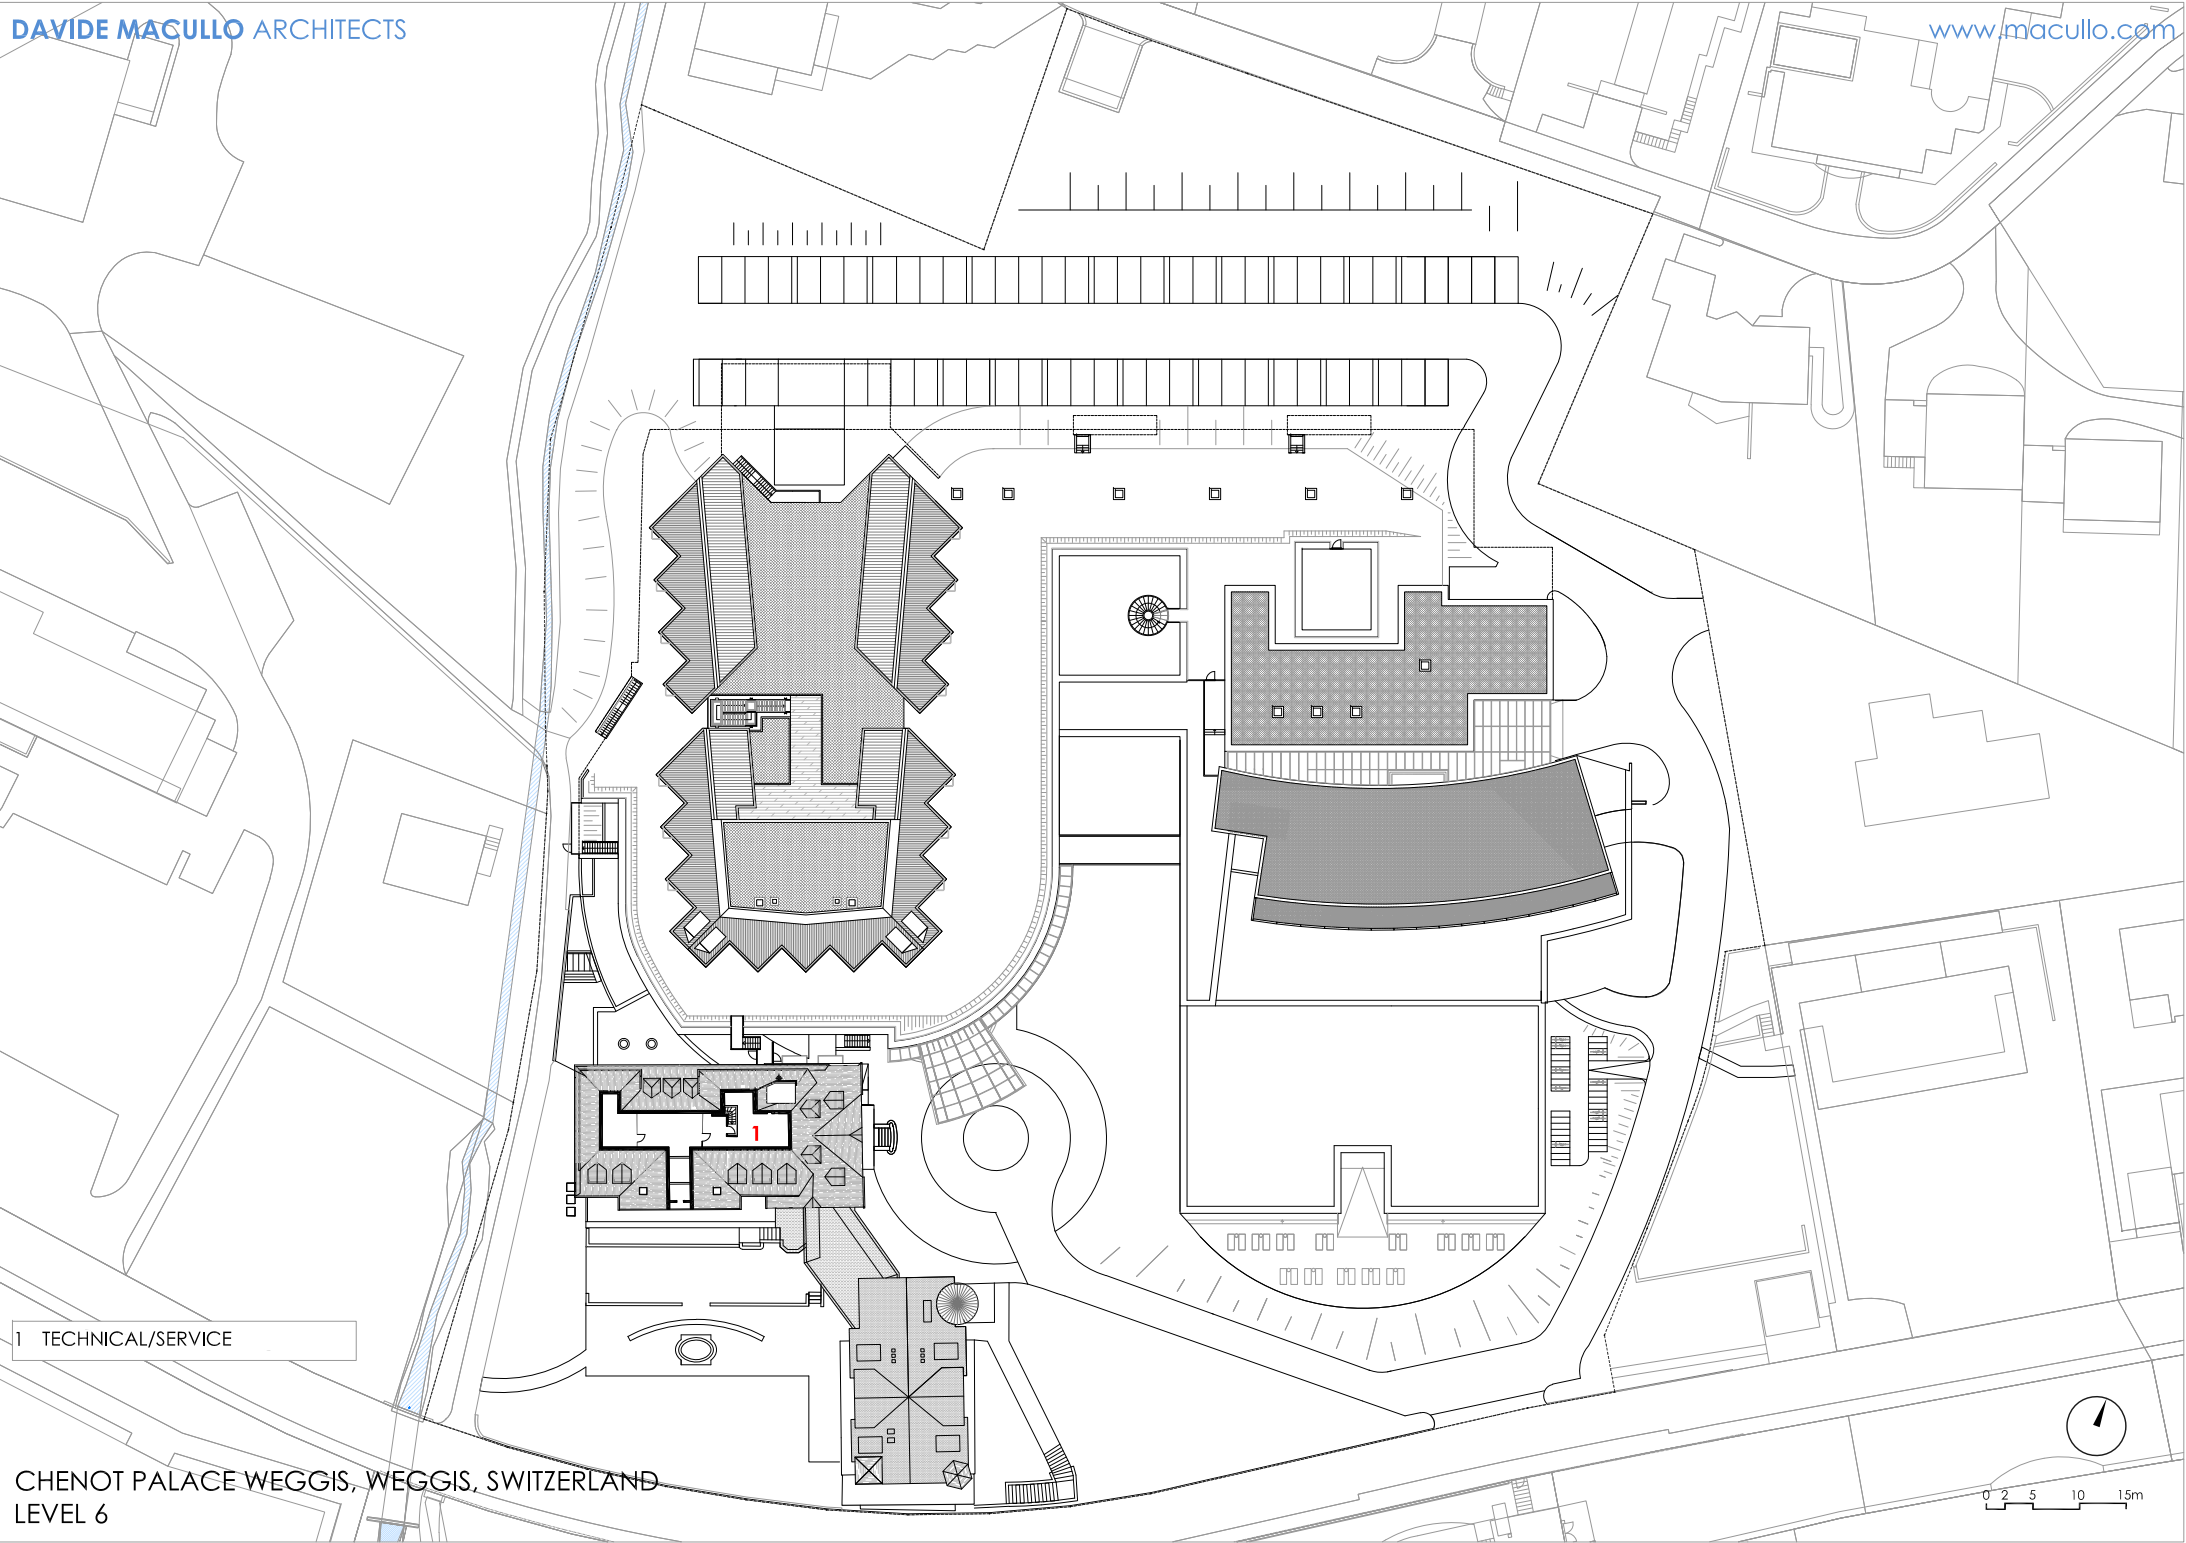 DAVIDE MACULLO ARCHITECTS
www.macullo.com
1
1 TECHNICAL/SERVICE
CHENOT PALACE WEGGIS, WEGGIS, SWITZERLAND
LEVEL 6
0 2 5 10 15m